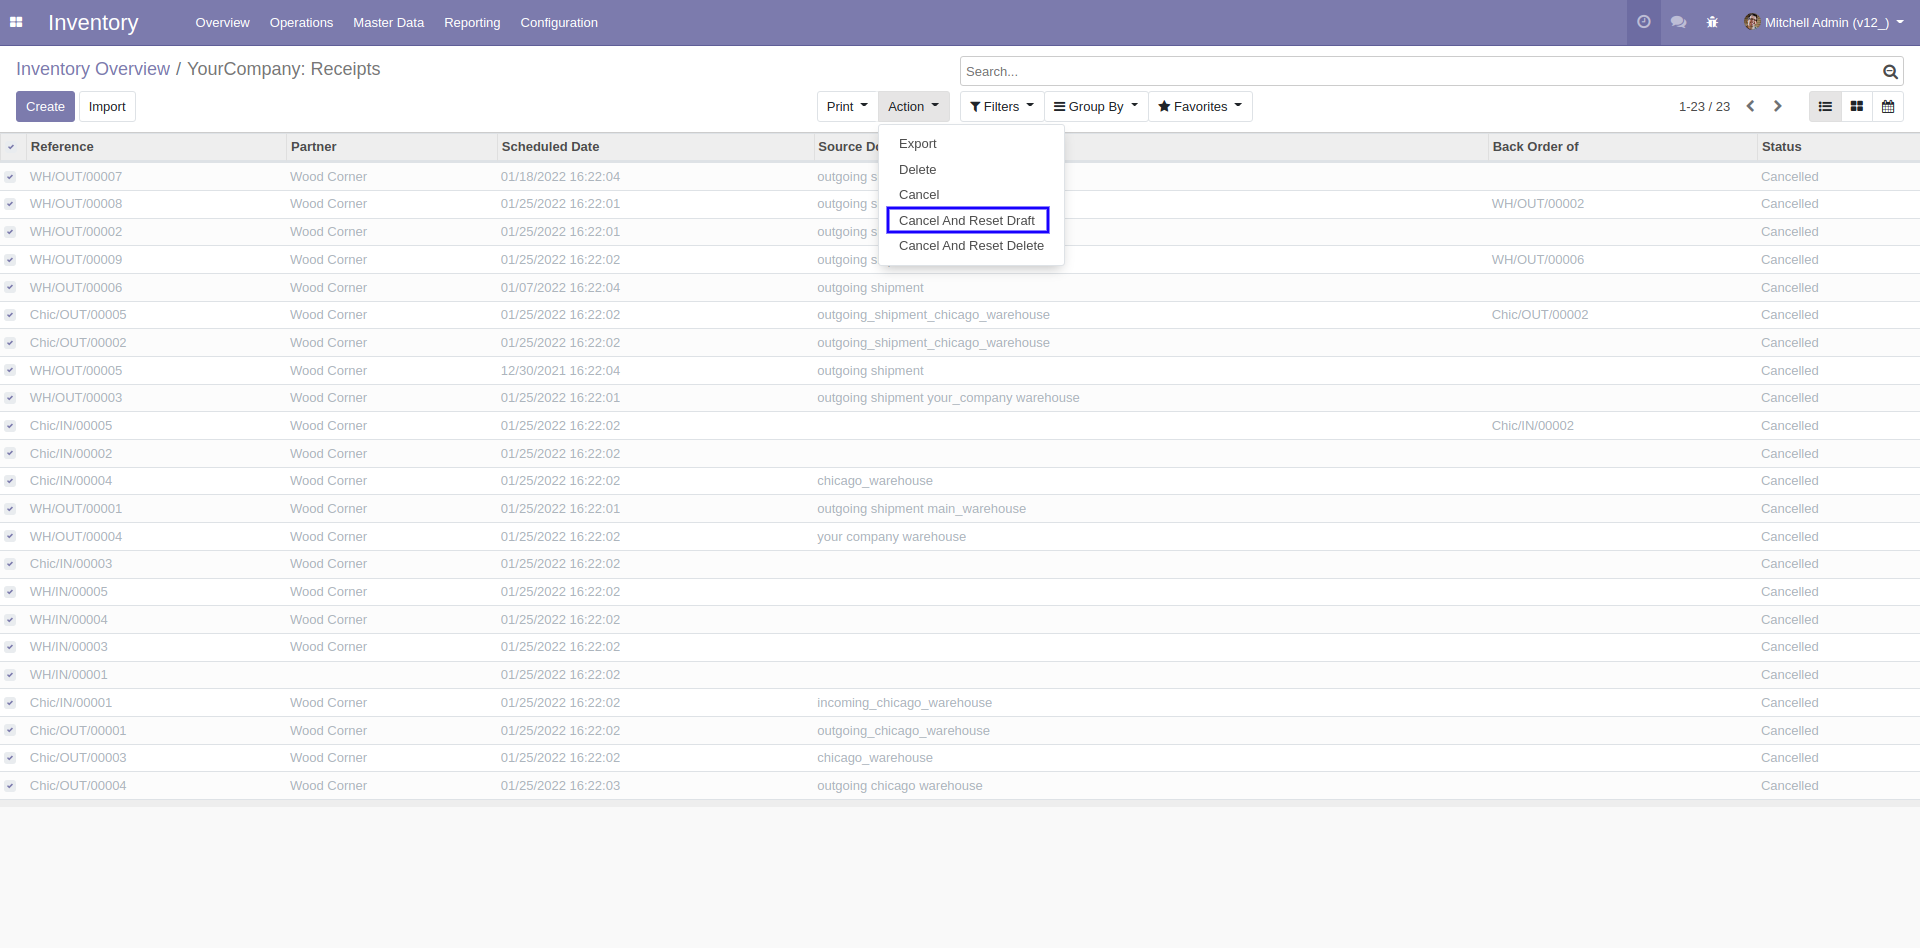 Inventory Overview Operations Master Data Reporting Configuration Mitchell Admin (v12_)
Inventory Overview / YourCompany: Receipts
Search...
Create Import Print Action Filters Group By Favorites 1-23 / 23
Export
Delete
Cancel
Cancel And Reset Draft
Cancel And Reset Delete
Reference Partner Scheduled Date Source Back Order of Status
WH/OUT/00007 Wood Corner 01/18/2022 16:22:04 outgoing Cancelled
WH/OUT/00008 Wood Corner 01/25/2022 16:22:01 outgoing WH/OUT/00002 Cancelled
WH/OUT/00002 Wood Corner 01/25/2022 16:22:01 outgoing Cancelled
WH/OUT/00009 Wood Corner 01/25/2022 16:22:02 outgoing WH/OUT/00006 Cancelled
WH/OUT/00006 Wood Corner 01/07/2022 16:22:04 outgoing shipment Cancelled
Chic/OUT/00005 Wood Corner 01/25/2022 16:22:02 outgoing_shipment_chicago_warehouse Chic/OUT/00002 Cancelled
Chic/OUT/00002 Wood Corner 01/25/2022 16:22:02 outgoing_shipment_chicago_warehouse Cancelled
WH/OUT/00005 Wood Corner 12/30/2021 16:22:04 outgoing shipment Cancelled
WH/OUT/00003 Wood Corner 01/25/2022 16:22:01 outgoing shipment your_company warehouse Cancelled
Chic/IN/00005 Wood Corner 01/25/2022 16:22:02 Chic/IN/00002 Cancelled
Chic/IN/00002 Wood Corner 01/25/2022 16:22:02 Cancelled
Chic/IN/00004 Wood Corner 01/25/2022 16:22:02 chicago_warehouse Cancelled
WH/OUT/00001 Wood Corner 01/25/2022 16:22:01 outgoing shipment main_warehouse Cancelled
WH/OUT/00004 Wood Corner 01/25/2022 16:22:02 your company warehouse Cancelled
Chic/IN/00003 Wood Corner 01/25/2022 16:22:02 Cancelled
WH/IN/00005 Wood Corner 01/25/2022 16:22:02 Cancelled
WH/IN/00004 Wood Corner 01/25/2022 16:22:02 Cancelled
WH/IN/00003 Wood Corner 01/25/2022 16:22:02 Cancelled
WH/IN/00001 01/25/2022 16:22:02 Cancelled
Chic/IN/00001 Wood Corner 01/25/2022 16:22:02 incoming_chicago_warehouse Cancelled
Chic/OUT/00001 Wood Corner 01/25/2022 16:22:02 outgoing_chicago_warehouse Cancelled
Chic/OUT/00003 Wood Corner 01/25/2022 16:22:02 chicago_warehouse Cancelled
Chic/OUT/00004 Wood Corner 01/25/2022 16:22:03 outgoing chicago warehouse Cancelled